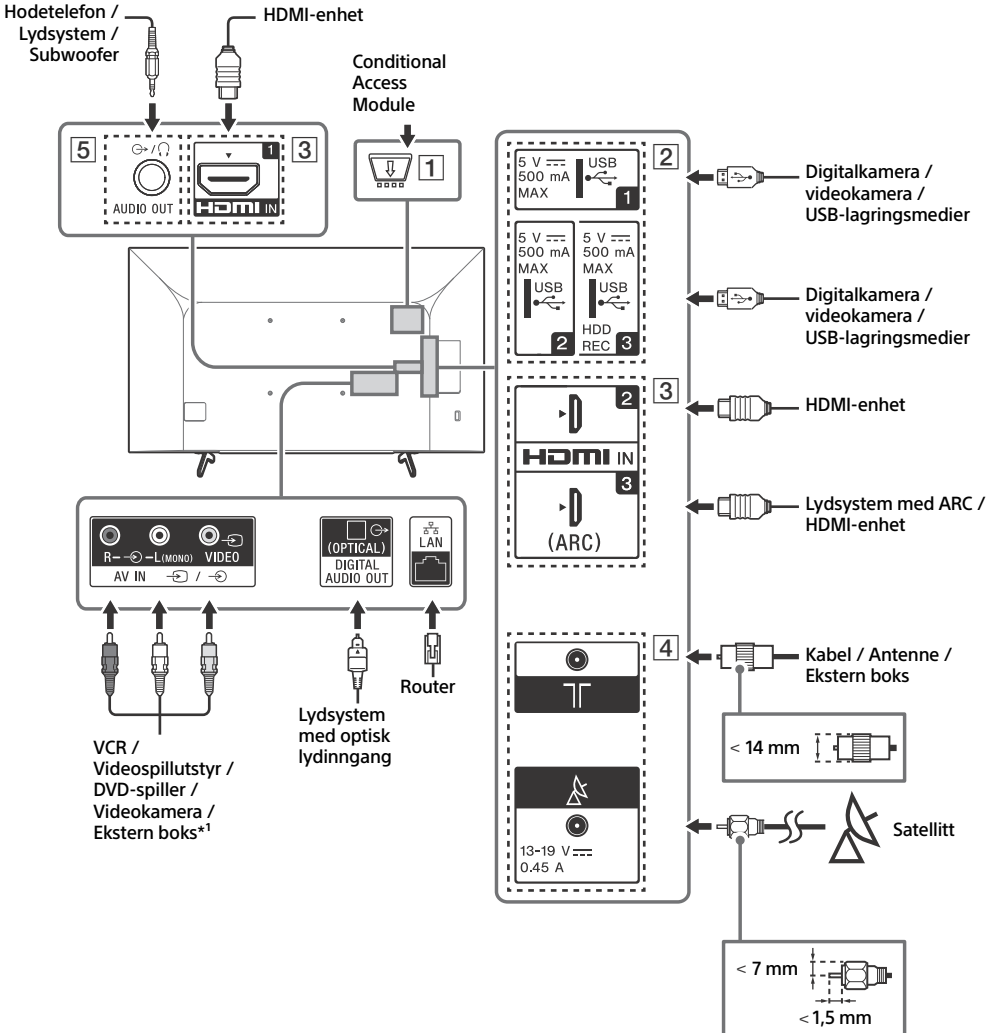 Hodetelefon /
Lydsystem /
Subwoofer
HDMI-enhet
Conditional
Access
Module
5
AUDIO OUT
1
3
HDMI IN
1
2
5 V
500 mA
MAX
USB
1
Digitalkamera /
videokamera /
USB-lagringsmedier
5 V
500 mA
MAX
USB
2
5 V
500 mA
MAX
USB
HDD
REC 3
Digitalkamera /
videokamera /
USB-lagringsmedier
3
2
HDMI IN
3
(ARC)
HDMI-enhet
Lydsystem med ARC /
HDMI-enhet
R- -L(MONO) VIDEO
AV IN /
(OPTICAL)
DIGITAL
AUDIO OUT
LAN
VCR /
Videospillutstyr /
DVD-spiller /
Videokamera /
Ekstern boks*1
Lydsystem
med optisk
lydinngang
Router
4
Kabel / Antenne /
Ekstern boks
< 14 mm
13-19 V
0.45 A
Satellitt
< 7 mm
< 1,5 mm